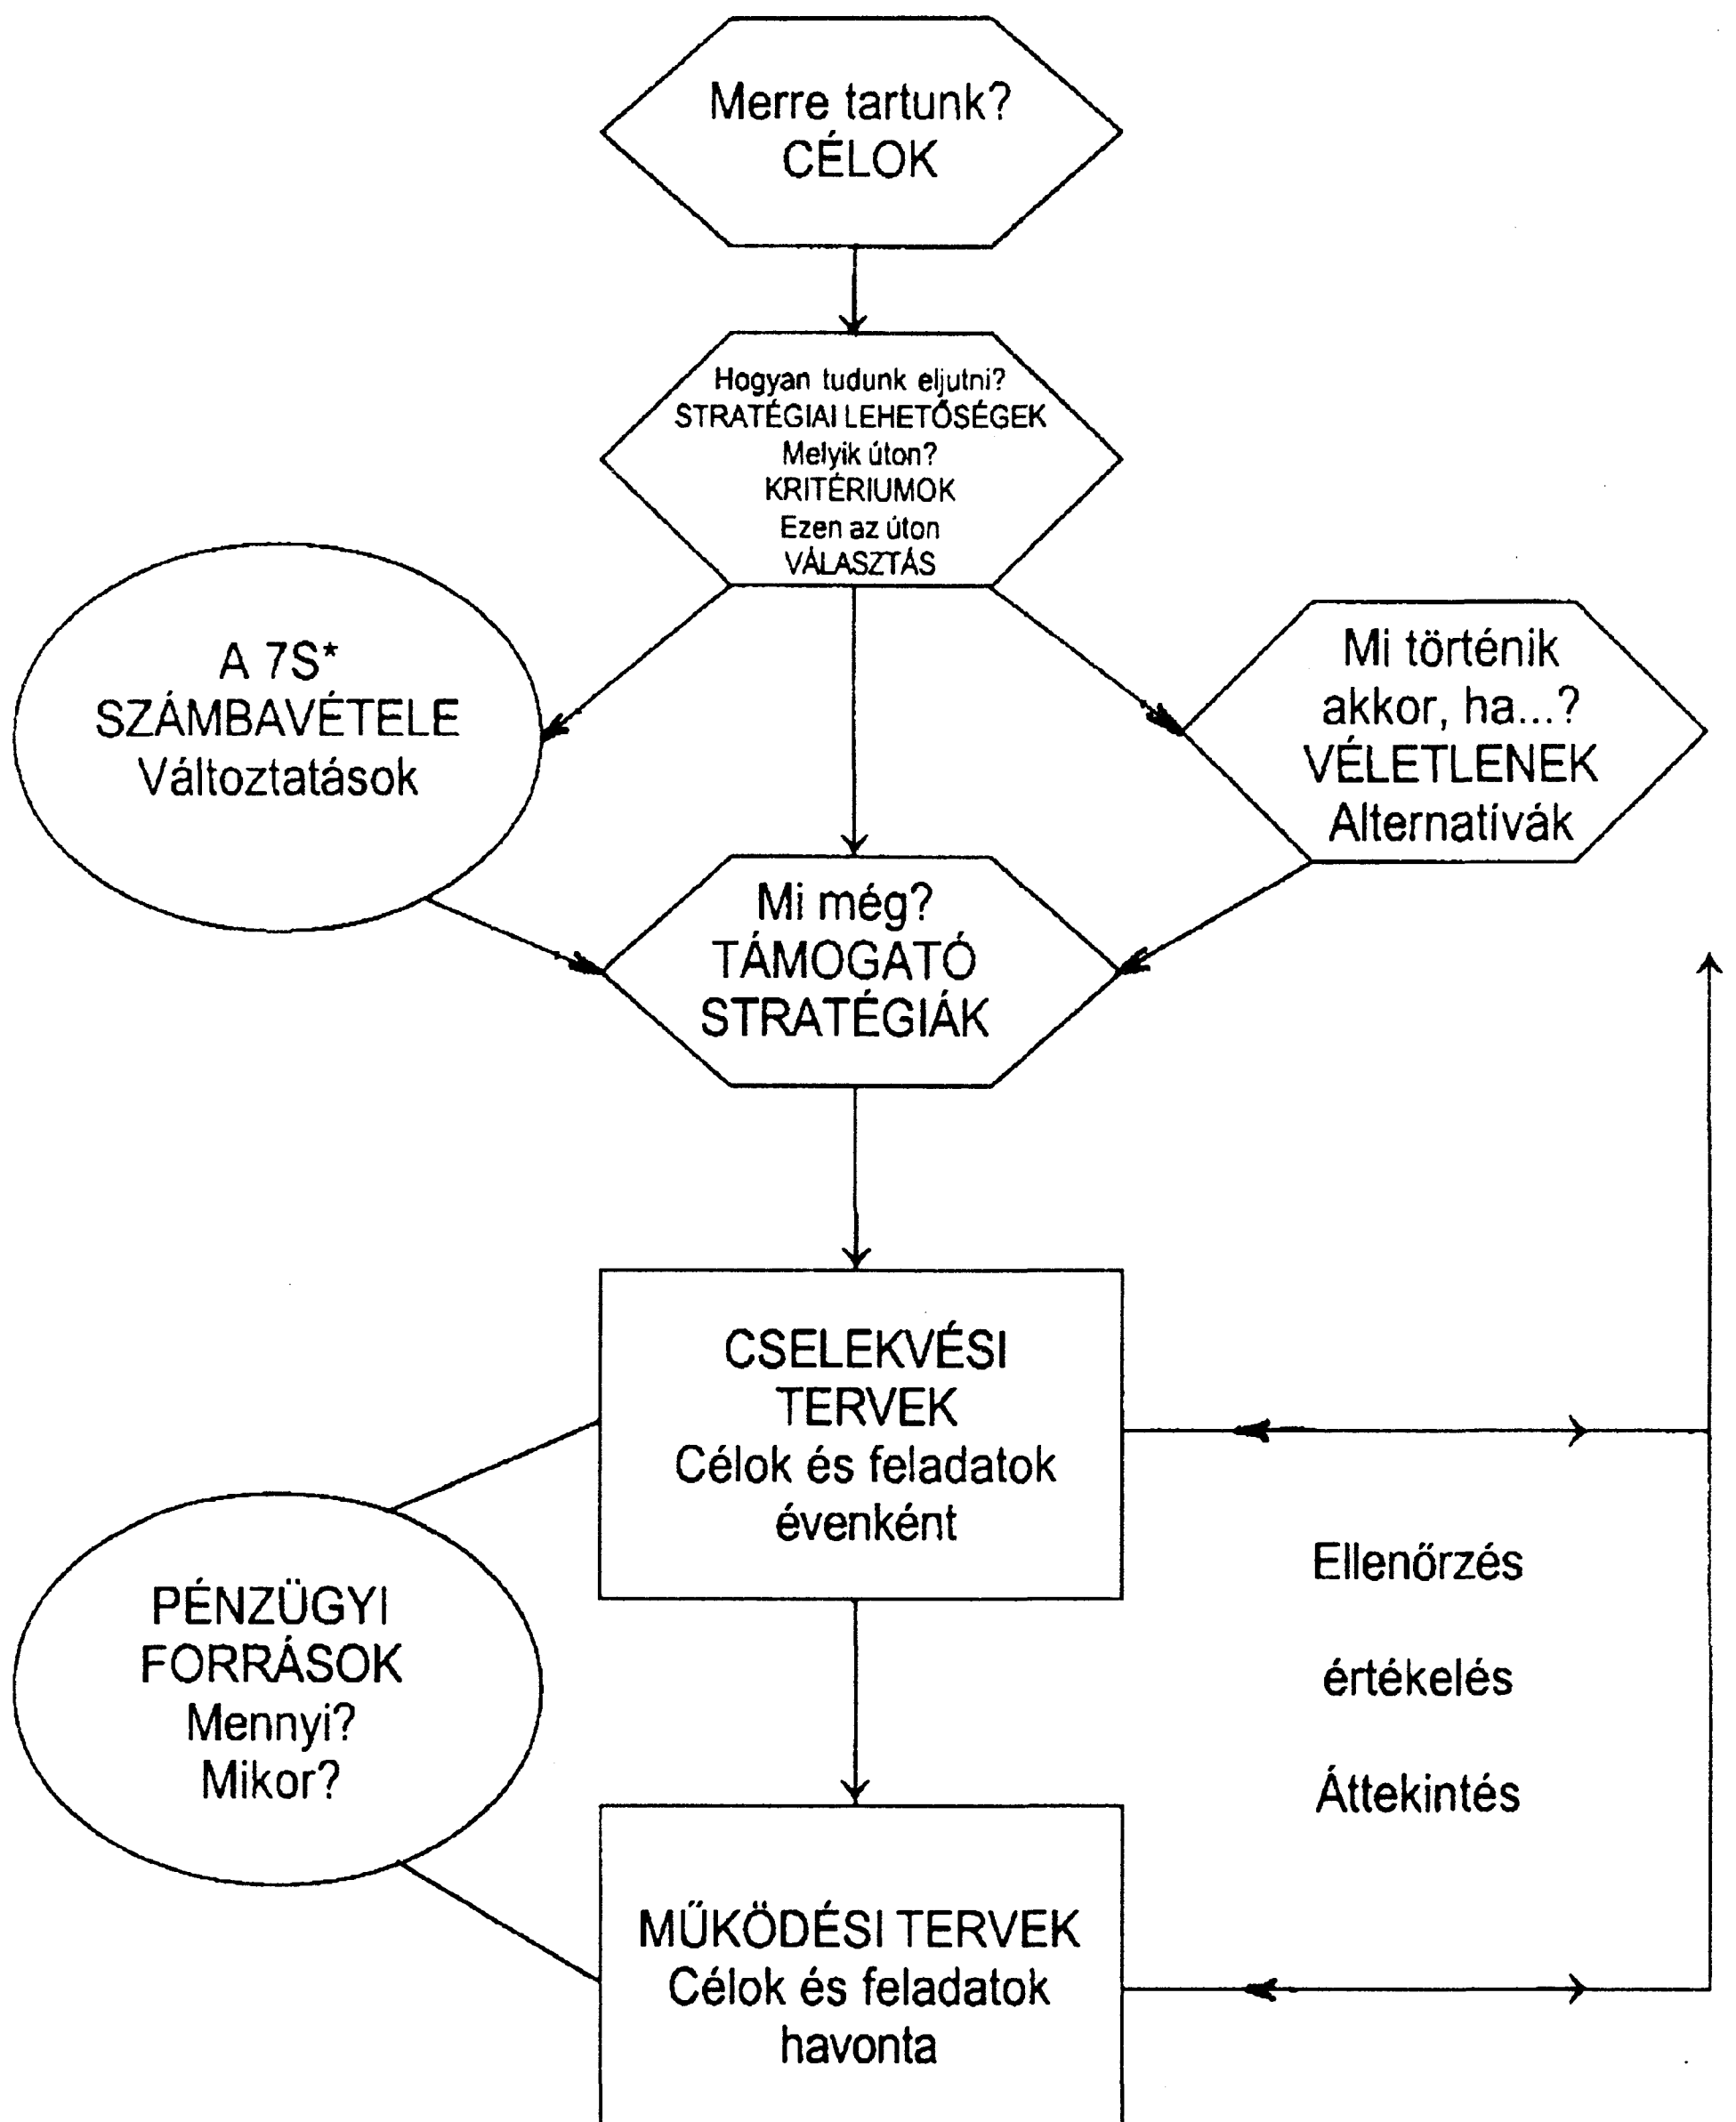 Merre tartunk?
CÉLOK
Hogyan tudunk eljutni?
STRATÉGIAI LEHETŐSÉGEK
Melyik úton?
KRITÉRIUMOK
Ezen az úton
VÁLASZTÁS
A 7S*
SZÁMBAVÉTELE
Változtatások
Mi történik
akkor, ha...?
VÉLETLENEK
Alternatívák
Mi még?
TÁMOGATÓ
STRATÉGIÁK
CSELEKVÉSI
TERVEK
Célok és feladatok
évenként
PÉNZÜGYI
FORRÁSOK
Mennyi?
Mikor?
Ellenőrzés
értékelés
Áttekintés
MŰKÖDÉSI TERVEK
Célok és feladatok
havonta